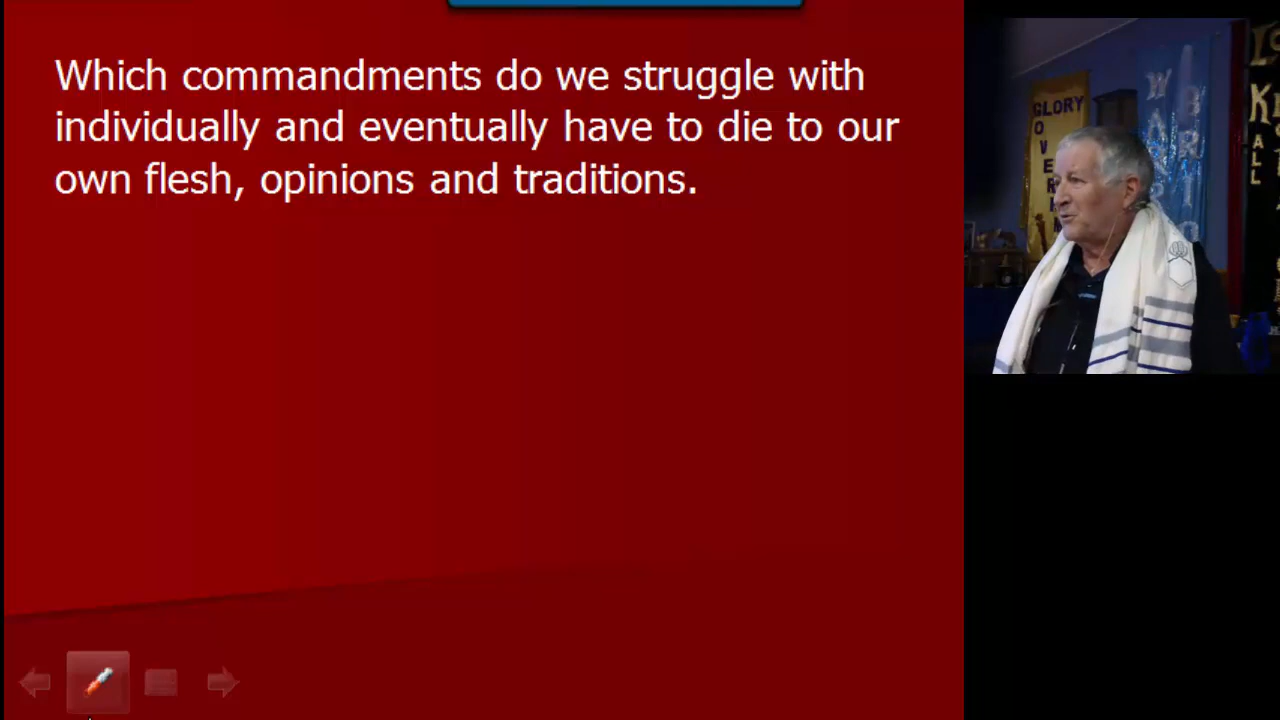 Which commandments do we struggle with
individually and eventually have to die to our
own flesh, opinions and traditions.
GLORY
ALL